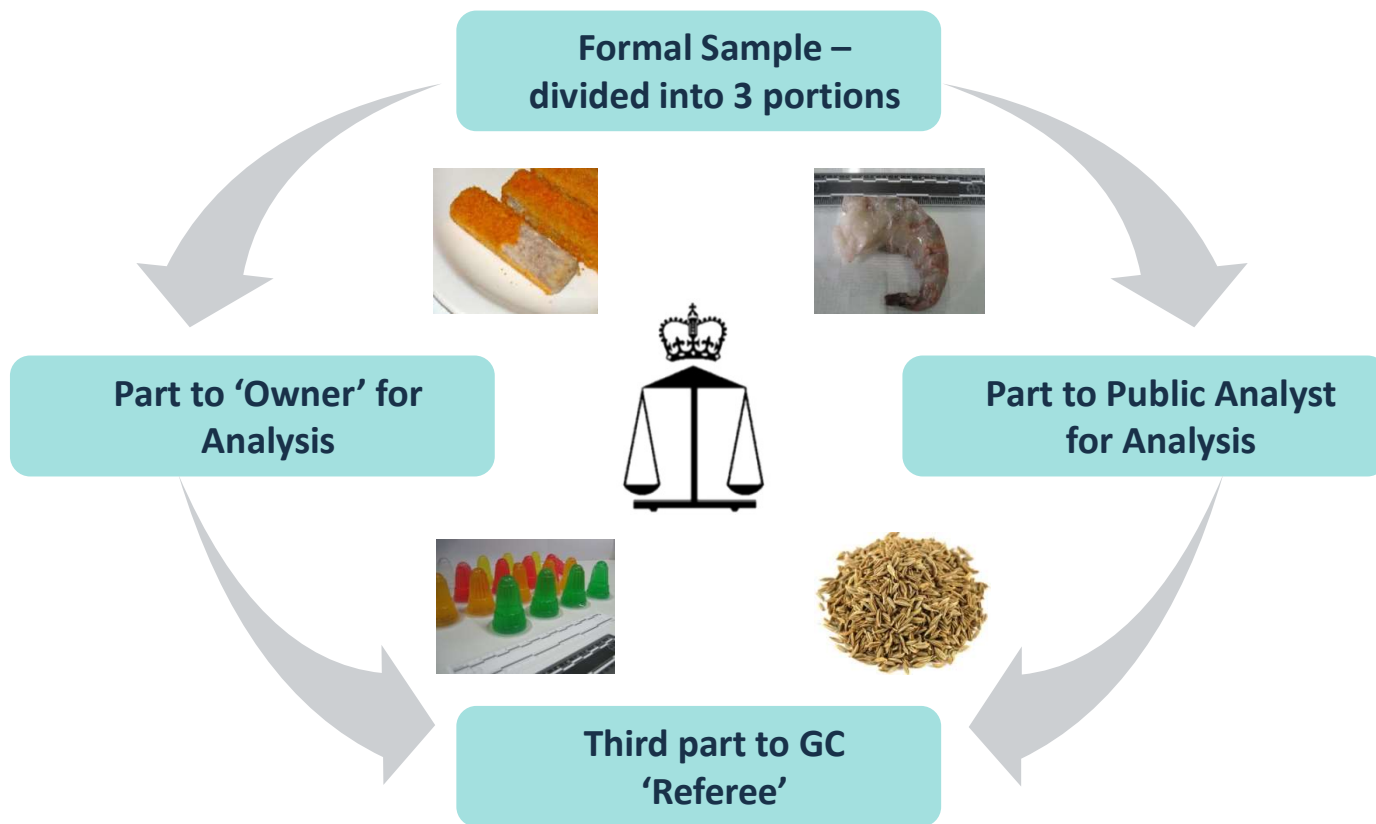 Formal Sample –
divided into 3 portions
Part to ‘Owner’ for
Analysis
Part to Public Analyst
for Analysis
Third part to GC
‘Referee’